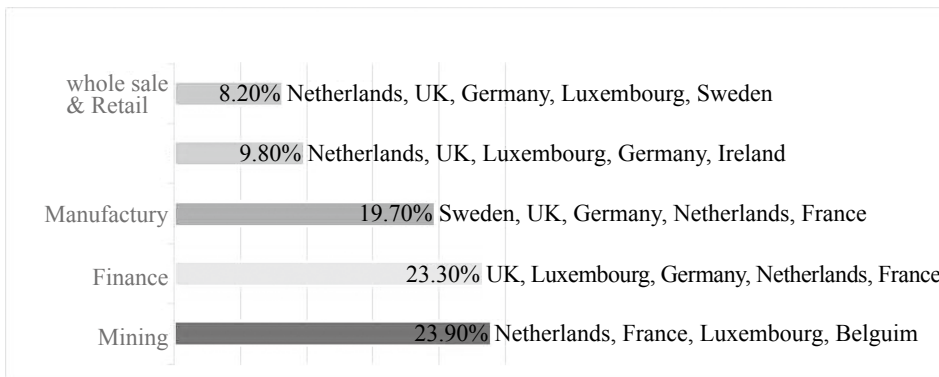 whole sale
& Retail
8.20% Netherlands, UK, Germany, Luxembourg, Sweden
9.80% Netherlands, UK, Luxembourg, Germany, Ireland
Manufactury 19.70% Sweden, UK, Germany, Netherlands, France
Finance 23.30% UK, Luxembourg, Germany, Netherlands, France
Mining 23.90% Netherlands, France, Luxembourg, Belguim